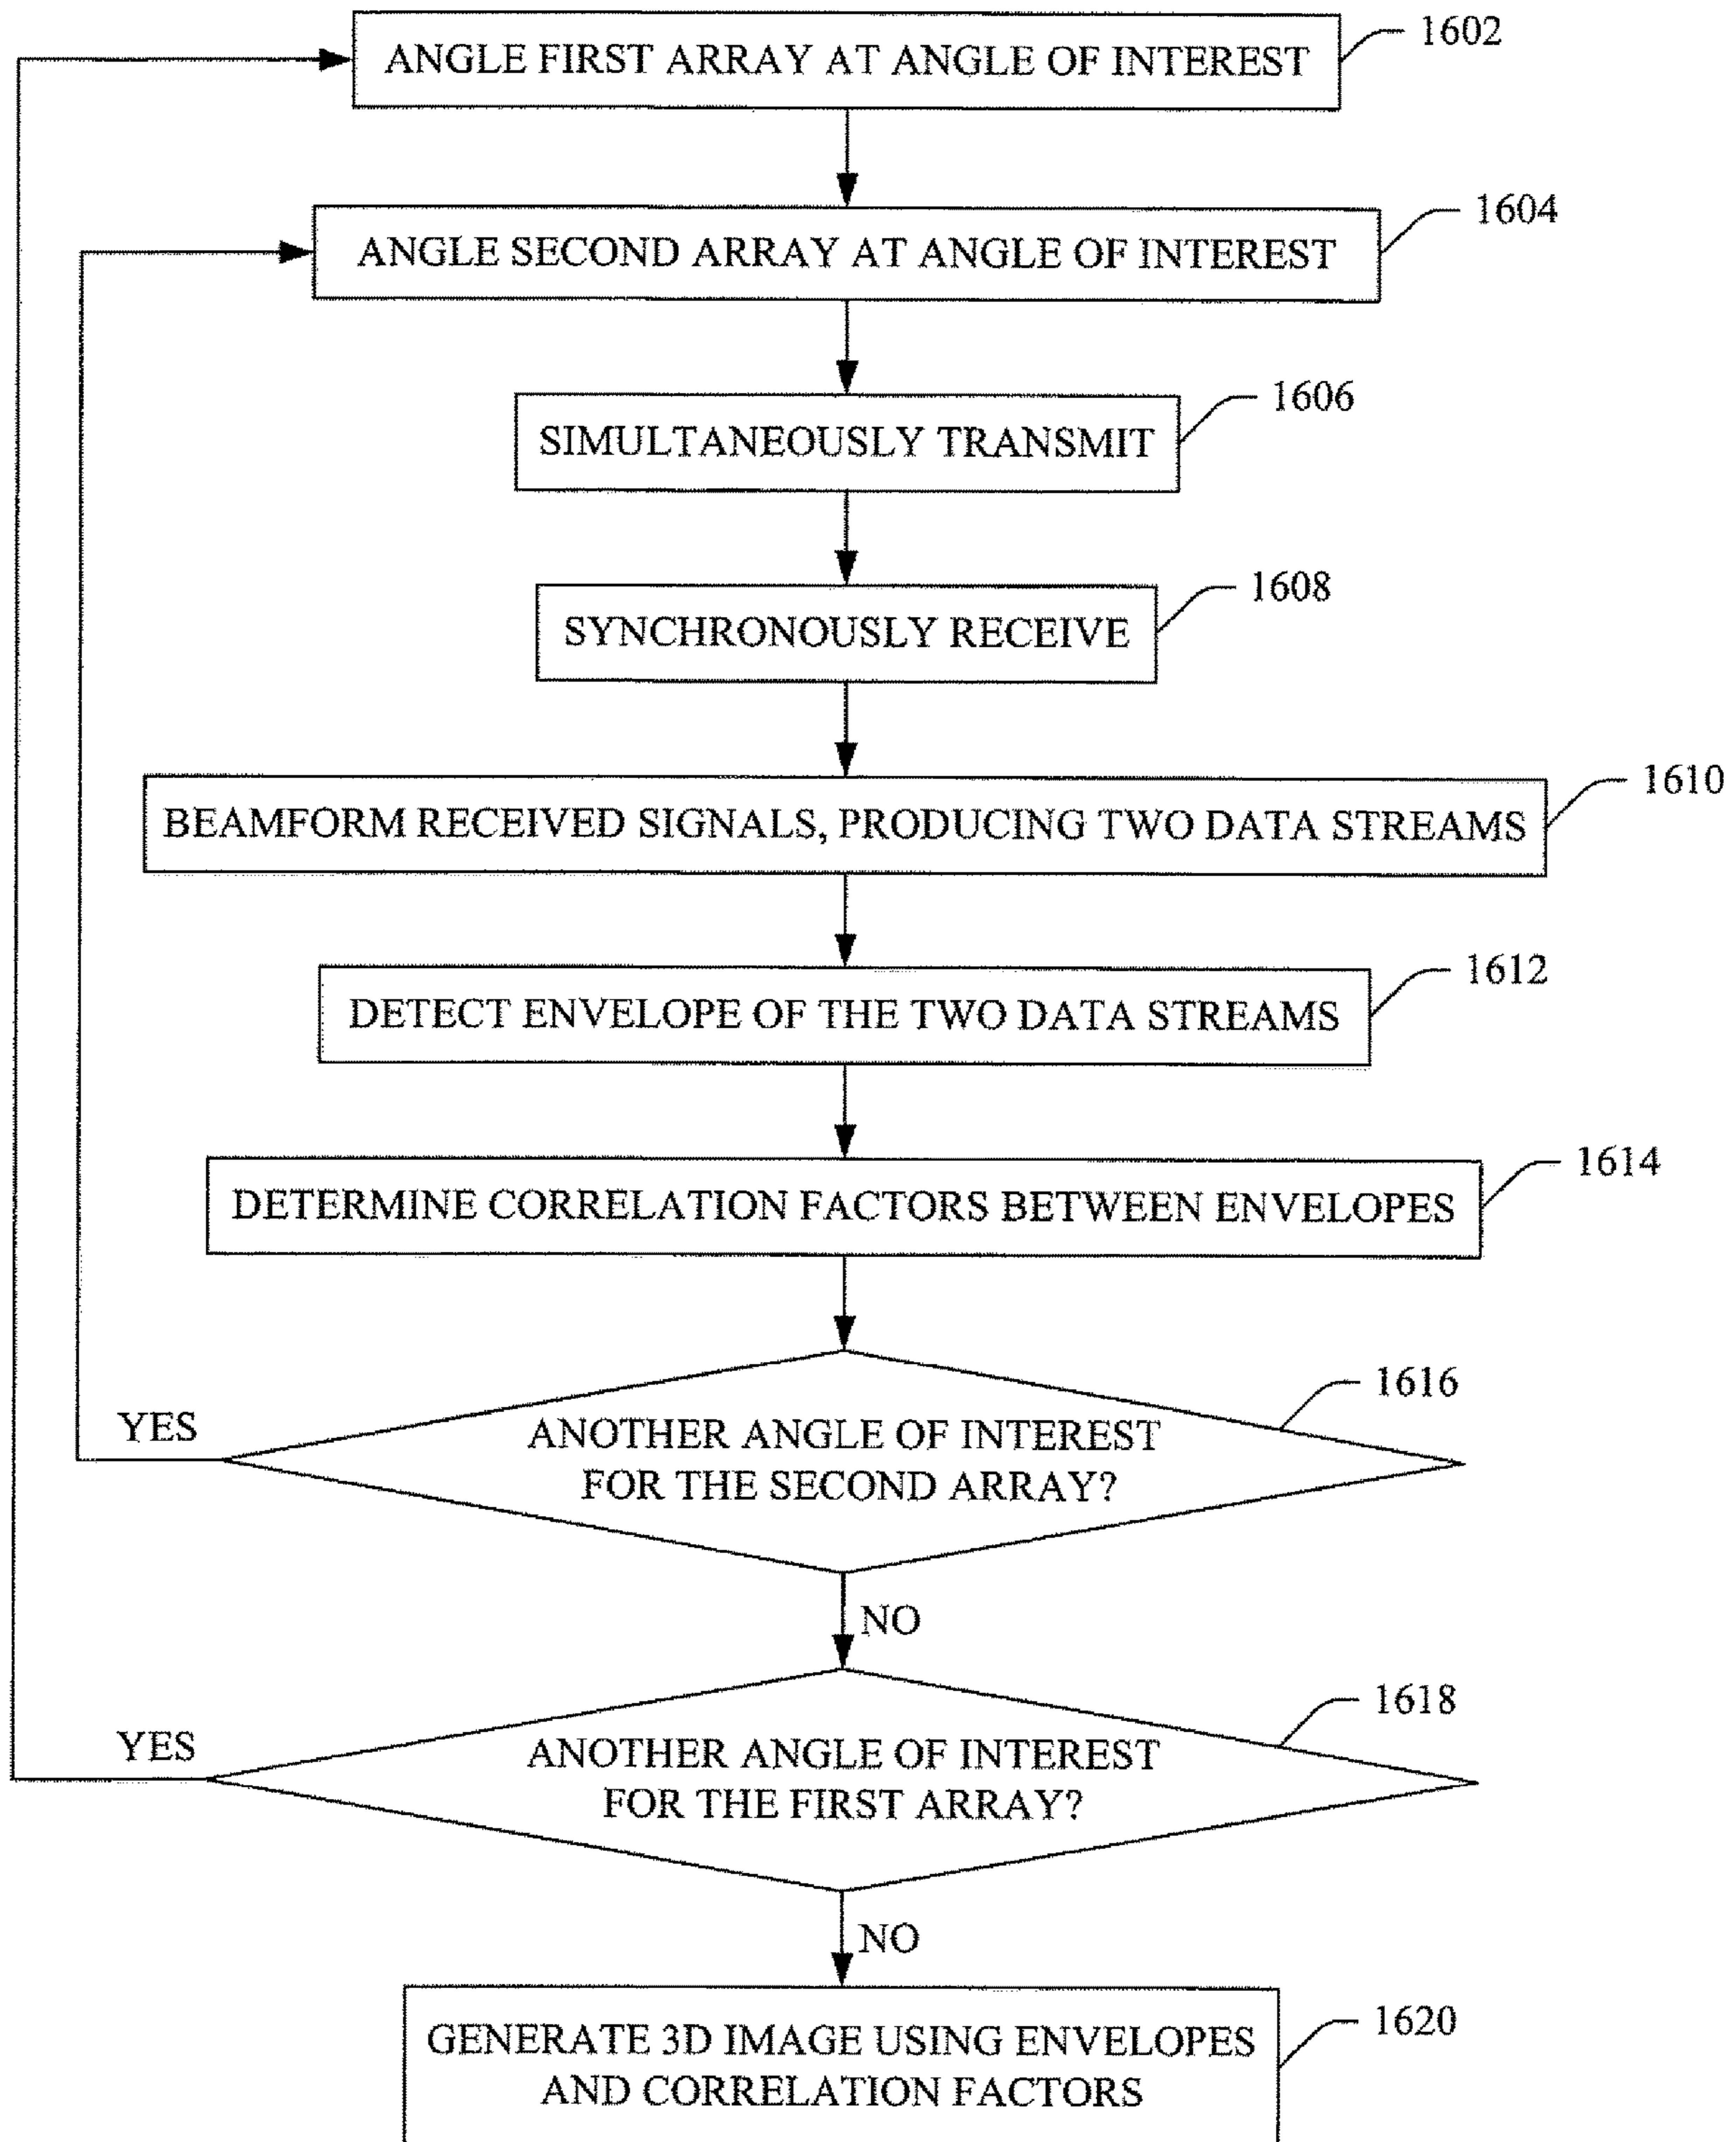 1602
ANGLE FIRST ARRAY AT ANGLE OF INTEREST
1604
ANGLE SECOND ARRAY AT ANGLE OF INTEREST
1606
SIMULTANEOUSLY TRANSMIT
1608
SYNCHRONOUSLY RECEIVE
1610
BEAMFORM RECEIVED SIGNALS, PRODUCING TWO DATA STREAMS
1612
DETECT ENVELOPE OF THE TWO DATA STREAMS
1614
DETERMINE CORRELATION FACTORS BETWEEN ENVELOPES
1616
YES
ANOTHER ANGLE OF INTEREST
FOR THE SECOND ARRAY?
NO
1618
YES
ANOTHER ANGLE OF INTEREST
FOR THE FIRST ARRAY?
NO
1620
GENERATE 3D IMAGE USING ENVELOPES
AND CORRELATION FACTORS